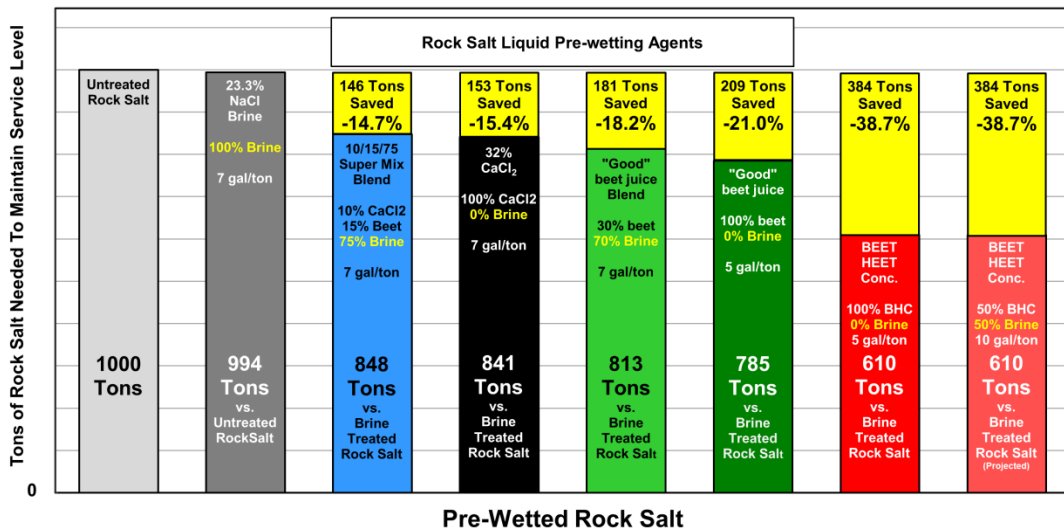 Rock Salt Liquid Pre-wetting Agents
Tons of Rock Salt Needed To Maintain Service Level
0
Untreated
Rock Salt
1000
Tons
23.3%
NaCl
Brine
100% Brine
7 gal/ton
994
Tons
vs.
Untreated
RockSalt
146 Tons
Saved
-14.7%
10/15/75
Super Mix
Blend
10% CaCl2
15% Beet
75% Brine
7 gal/ton
848
Tons
vs.
Brine
Treated
Rock Salt
153 Tons
Saved
-15.4%
32%
CaCl₂
100% CaCl2
0% Brine
7 gal/ton
841
Tons
vs.
Brine
Treated
Rock Salt
181 Tons
Saved
-18.2%
"Good"
beet juice
Blend
30% beet
70% Brine
7 gal/ton
813
Tons
vs.
Brine
Treated
Rock Salt
209 Tons
Saved
-21.0%
"Good"
beet juice
100% beet
0% Brine
5 gal/ton
785
Tons
vs.
Brine
Treated
Rock Salt
384 Tons
Saved
-38.7%
BEET
HEET
Conc.
100% BHC
0% Brine
5 gal/ton
610
Tons
vs.
Brine
Treated
Rock Salt
384 Tons
Saved
-38.7%
BEET
HEET
Conc.
50% BHC
50% Brine
10 gal/ton
610
Tons
vs.
Brine
Treated
Rock Salt
(Projected)
Pre-Wetted Rock Salt